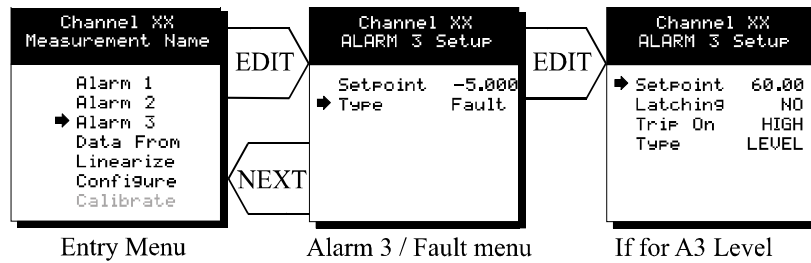 Channel XX
Measurement Name
Alarm 1
Alarm 2
Alarm 3
Data From
Linearize
Configure
Calibrate
Entry Menu
EDIT
NEXT
Channel XX
ALARM 3 Setup
Setpoint -5.000
Type Fault
Alarm 3 / Fault menu
EDIT
Channel XX
ALARM 3 Setup
Setpoint 60.00
Latching NO
Trip On HIGH
Type LEVEL
If for A3 Level